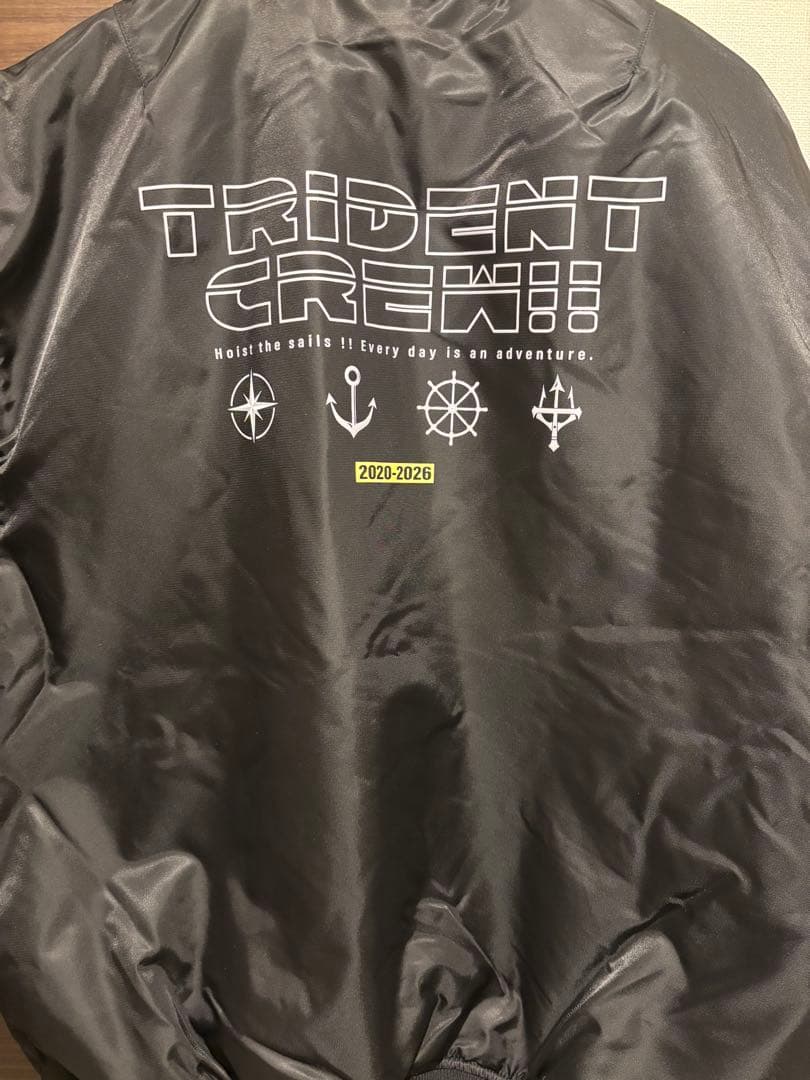 TRiDENT
CREW!!
Hoist the sails !! Every day is an adventure.
2020-2026